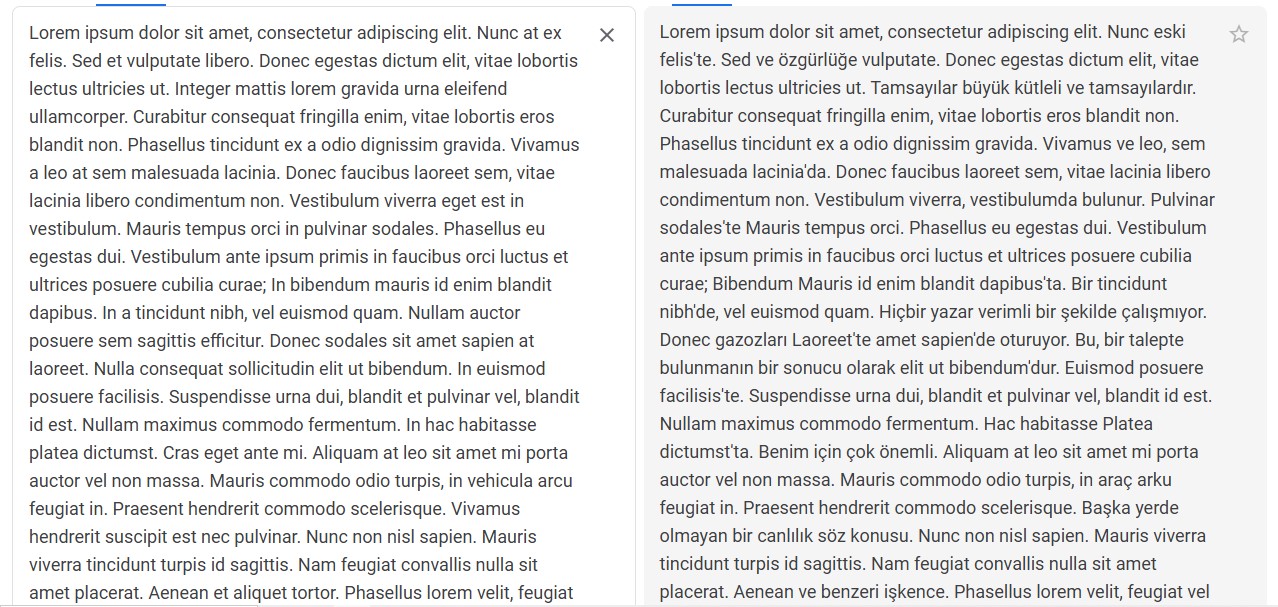 Lorem ipsum dolor sit amet, consectetur adipiscing elit. Nunc at ex
felis. Sed et vulputate libero. Donec egestas dictum elit, vitae lobortis
lectus ultricies ut. Integer mattis lorem gravida urna eleifend
ullamcorper. Curabitur consequat fringilla enim, vitae lobortis eros
blandit non. Phasellus tincidunt ex a odio dignissim gravida. Vivamus
a leo at sem malesuada lacinia. Donec faucibus laoreet sem, vitae
lacinia libero condimentum non. Vestibulum viverra eget est in
vestibulum. Mauris tempus orci in pulvinar sodales. Phasellus eu
egestas dui. Vestibulum ante ipsum primis in faucibus orci luctus et
ultrices posuere cubilia curae; In bibendum mauris id enim blandit
dapibus. In a tincidunt nibh, vel euismod quam. Nullam auctor
posuere sem sagittis efficitur. Donec sodales sit amet sapien at
laoreet. Nulla consequat sollicitudin elit ut bibendum. In euismod
posuere facilisis. Suspendisse urna dui, blandit et pulvinar vel, blandit
id est. Nullam maximus commodo fermentum. In hac habitasse
platea dictumst. Cras eget ante mi. Aliquam at leo sit amet mi porta
auctor vel non massa. Mauris commodo odio turpis, in vehicula arcu
feugiat in. Praesent hendrerit commodo scelerisque. Vivamus
hendrerit suscipit est nec pulvinar. Nunc non nisl sapien. Mauris
viverra tincidunt turpis id sagittis. Nam feugiat convallis nulla sit
amet placerat. Aenean et aliquet tortor. Phasellus lorem velit, feugiat
Lorem ipsum dolor sit amet, consectetur adipiscing elit. Nunc eski
felis'te. Sed ve özgürlüğe vulputate. Donec egestas dictum elit, vitae
lobortis lectus ultricies ut. Tamsayılar büyük kütleli ve tamsayılardır.
Curabitur consequat fringilla enim, vitae lobortis eros blandit non.
Phasellus tincidunt ex a odio dignissim gravida. Vivamus ve leo, sem
malesuada lacinia'da. Donec faucibus laoreet sem, vitae lacinia libero
condimentum non. Vestibulum viverra, vestibulumda bulunur. Pulvinar
sodales'te Mauris tempus orci. Phasellus eu egestas dui. Vestibulum
ante ipsum primis in faucibus orci luctus et ultrices posuere cubilia
curae; Bibendum Mauris id enim blandit dapibus'ta. Bir tincidunt
nibh'de, vel euismod quam. Hiçbir yazar verimli bir şekilde çalışmıyor.
Donec gazozları Laoreet'te amet sapien'de oturuyor. Bu, bir talepte
bulunmanın bir sonucu olarak elit ut bibendum'dur. Euismod posuere
facilisis'te. Suspendisse urna dui, blandit et pulvinar vel, blandit id est.
Nullam maximus commodo fermentum. Hac habitasse Platea
dictumst'ta. Benim için çok önemli. Aliquam at leo sit amet mi porta
auctor vel non massa. Mauris commodo odio turpis, in araç arku
feugiat in. Praesent hendrerit commodo scelerisque. Başka yerde
olmayan bir canlılık söz konusu. Nunc non nisl sapien. Mauris viverra
tincidunt turpis id sagittis. Nam feugiat convallis nulla sit amet
placerat. Aenean ve benzeri işkence. Phasellus lorem velit, feugiat vel